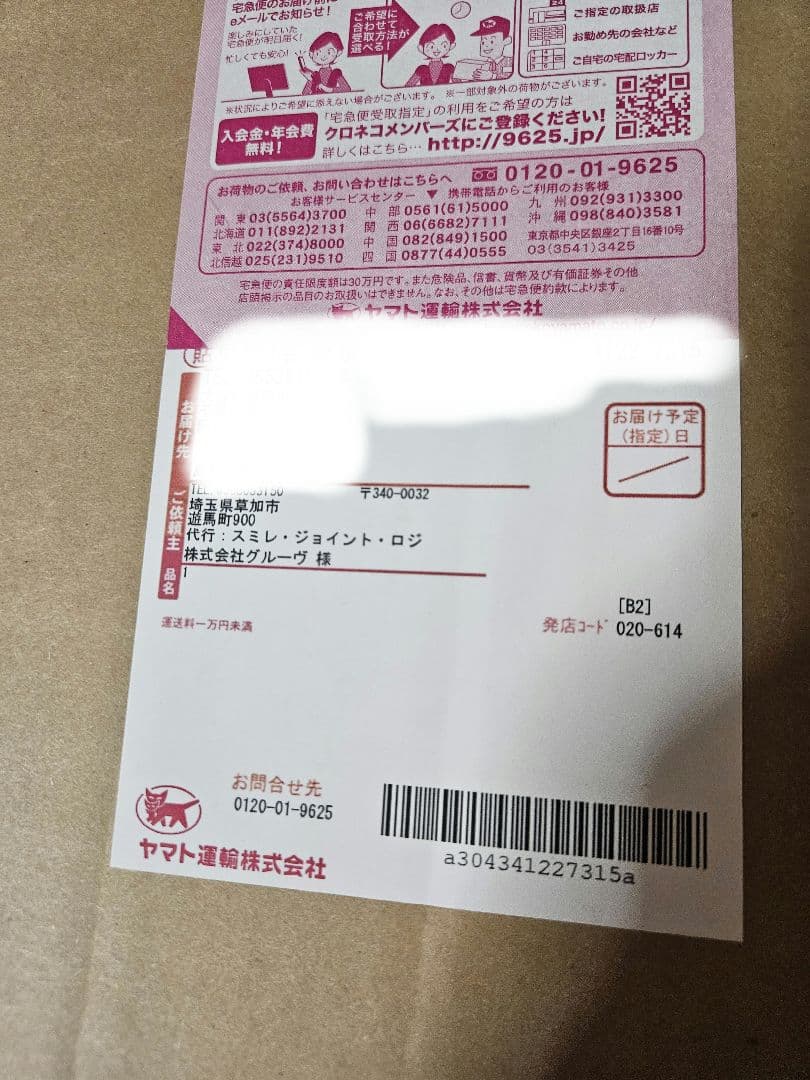 宅急便のお届け前に
eメールでお知らせ!
楽しみにしていた
宅急便が明日届く!
忙しくても安心!
希望に合わせて
受取方法が選べる
ご指定の取扱店
お勤め先の会社など
ご自宅の宅配ロッカー
※状況によりご希望に添えない場合がございます。 ※一部対象外の荷物がございます。
入会金・年会費
無料!
「宅急便受取指定」の利用をご希望の方は
クロネコメンバーズにご登録ください!
詳しくはこちら… http://9625.jp/
お荷物のご依頼、お問い合わせはこちらへ 0120-01-9625
お客様サービスセンター ▼ 携帯電話からご利用のお客様
関東 03(5564)3700 中部 0561(61)5000 九州 092(931)3300
北海道 011(892)2131 関西 06(6682)7111 沖縄 098(840)3581
東北 022(374)8000 中国 082(849)1500 東京都中央区銀座2丁目16番10号
北信越 025(231)9510 四国 0877(44)0555 03(3541)3425
宅急便の責任限度額は30万円です。また危険品、信書、貨幣及び有価証券その他
店頭掲示の品目のお取扱いはできません。なお、その他は宅急便約款によります。
ヤマト運輸株式会社
お届け先
お届け予定
(指定)日
〒340-0032
ご依頼主
埼玉県草加市
遊馬町900
代行:スミレ・ジョイント・ロジ
株式会社グルーヴ 様
品名
1
運送料一万円未満
[B2]
発店コード 020-614
お問合せ先
0120-01-9625
ヤマト運輸株式会社
a304341227315a